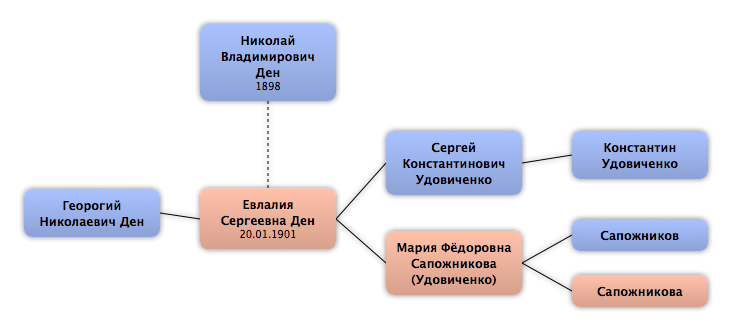 Николай
Владимирович
Ден
1898
Сергей
Константинович
Удовиченко
Константин
Удовиченко
Георгий
Николаевич Ден
Евлалия
Сергеевна Ден
20.01.1901
Мария Фёдоровна
Сапожникова
(Удовиченко)
Сапожников
Сапожникова